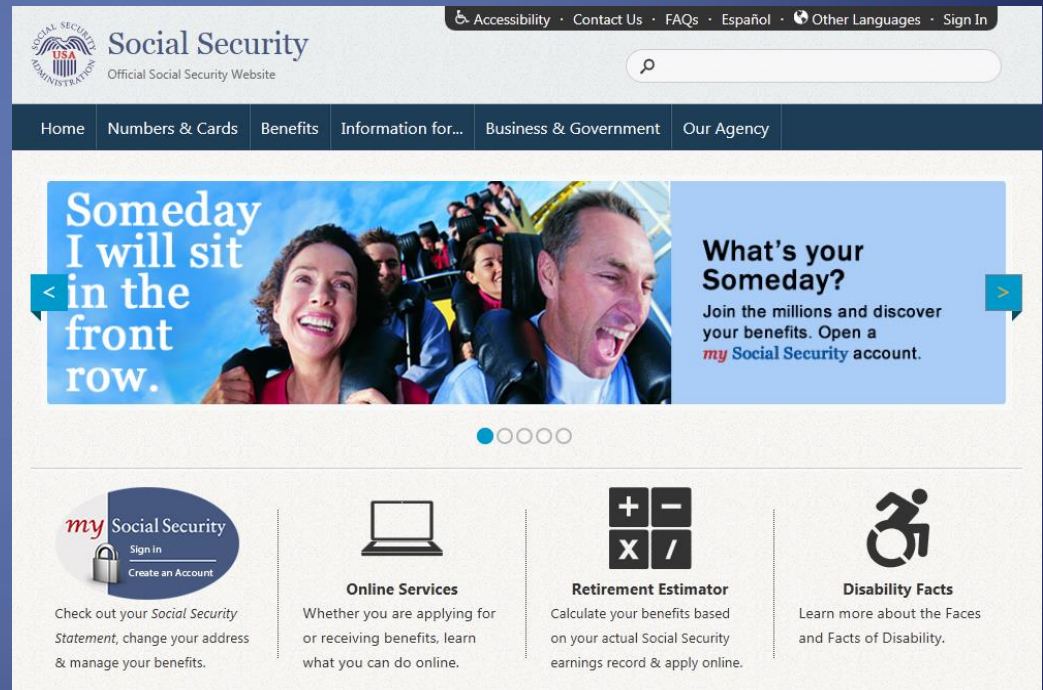 Accessibility · Contact Us · FAQs · Español · Other Languages · Sign In
SOCIAL SECURITY ADMINISTRATION
USA
Social Security
Official Social Security Website
Home Numbers & Cards Benefits Information for... Business & Government Our Agency
Someday
I will sit
in the
front
row.
What's your
Someday?
Join the millions and discover
your benefits. Open a
my Social Security account.
<
>
my Social Security
Sign in
Create an Account
Check out your Social Security
Statement, change your address
& manage your benefits.
Online Services
Whether you are applying for
or receiving benefits, learn
what you can do online.
+ −
X /
Retirement Estimator
Calculate your benefits based
on your actual Social Security
earnings record & apply online.
Disability Facts
Learn more about the Faces
and Facts of Disability.